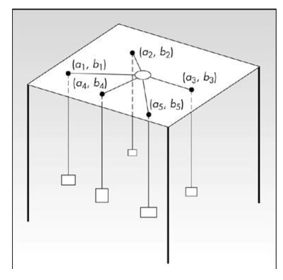 (a2, b2)
(a1, b1)
(a3, b3)
(a4, b4)
(a5, b5)